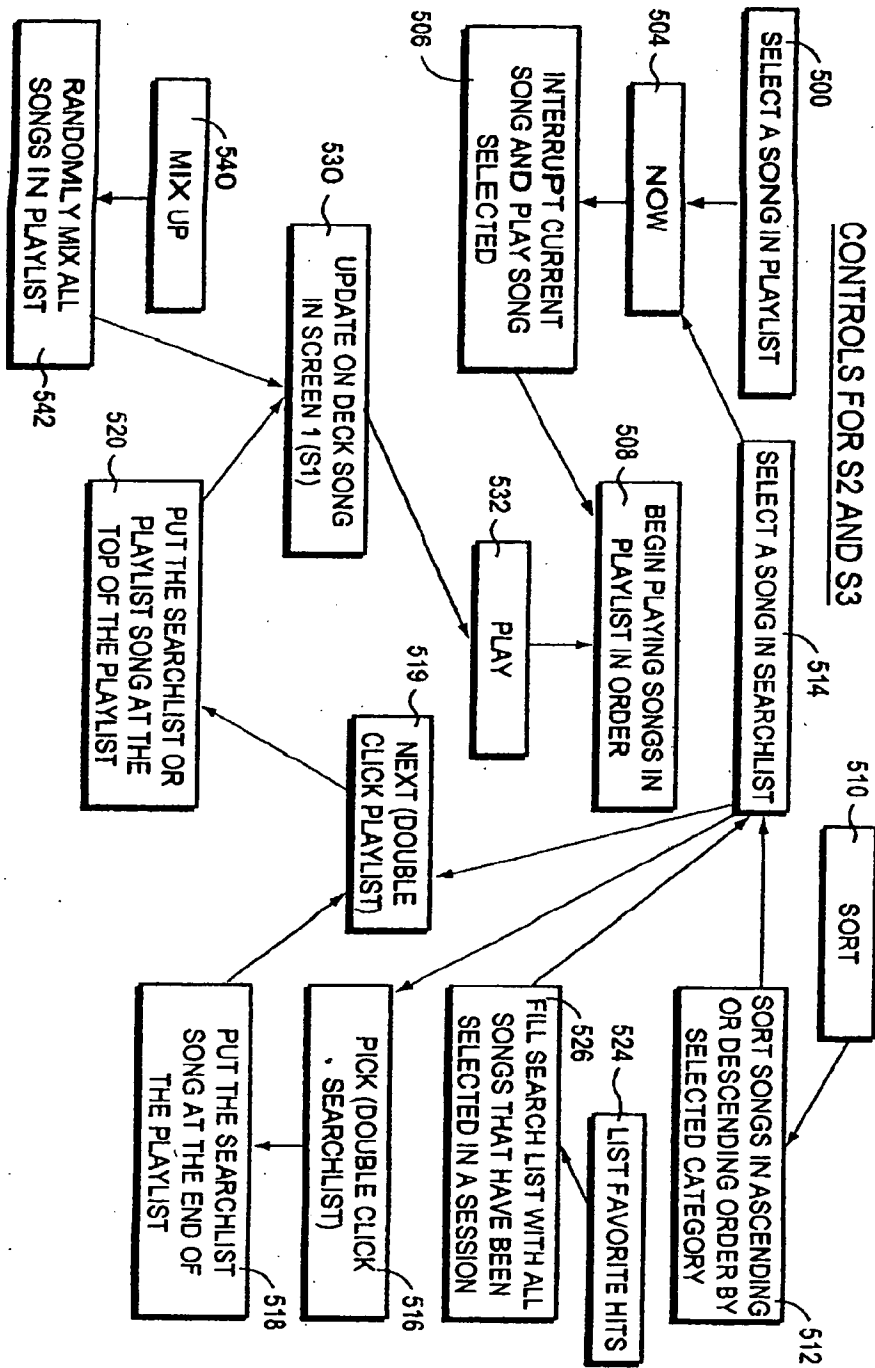 CONTROLS FOR S2 AND S3
500
SELECT A SONG IN PLAYLIST
504
NOW
506
INTERRUPT CURRENT
SONG AND PLAY SONG
SELECTED
514
SELECT A SONG IN SEARCHLIST
508
BEGIN PLAYING SONGS IN
PLAYLIST IN ORDER
532
PLAY
510
SORT
SORT SONGS IN ASCENDING
OR DESCENDING ORDER BY
SELECTED CATEGORY
512
524
LIST FAVORITE HITS
526
FILL SEARCH LIST WITH ALL
SONGS THAT HAVE BEEN
SELECTED IN A SESSION
PICK (DOUBLE CLICK
SEARCHLIST)
516
PUT THE SEARCHLIST
SONG AT THE END OF
THE PLAYLIST
518
519
NEXT (DOUBLE
CLICK PLAYLIST)
520
PUT THE SEARCHLIST OR
PLAYLIST SONG AT THE
TOP OF THE PLAYLIST
530
UPDATE ON DECK SONG
IN SCREEN 1 (S1)
540
MIX UP
RANDOMLY MIX ALL
SONGS IN PLAYLIST
542